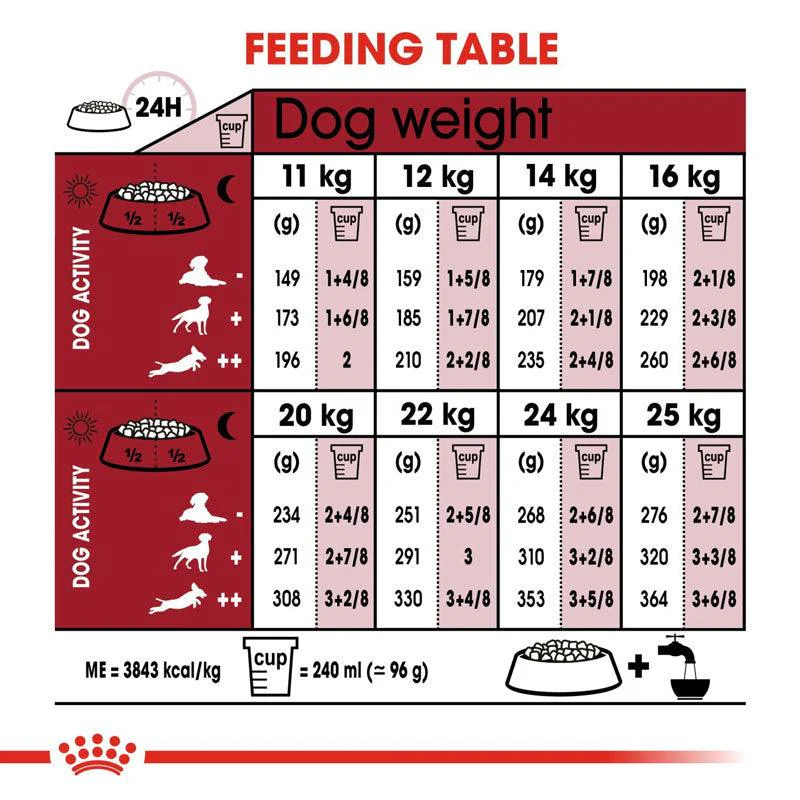 FEEDING TABLE
24H
cup
Dog weight
½ ½
DOG ACTIVITY
11 kg 12 kg 14 kg 16 kg
(g) cup (g) cup (g) cup (g) cup
- 149 1+4/8 159 1+5/8 179 1+7/8 198 2+1/8
+ 173 1+6/8 185 1+7/8 207 2+1/8 229 2+3/8
++ 196 2 210 2+2/8 235 2+4/8 260 2+6/8
½ ½
DOG ACTIVITY
20 kg 22 kg 24 kg 25 kg
(g) cup (g) cup (g) cup (g) cup
- 234 2+4/8 251 2+5/8 268 2+6/8 276 2+7/8
+ 271 2+7/8 291 3 310 3+2/8 320 3+3/8
++ 308 3+2/8 330 3+4/8 353 3+5/8 364 3+6/8
ME = 3843 kcal/kg cup = 240 ml (≃ 96 g) +